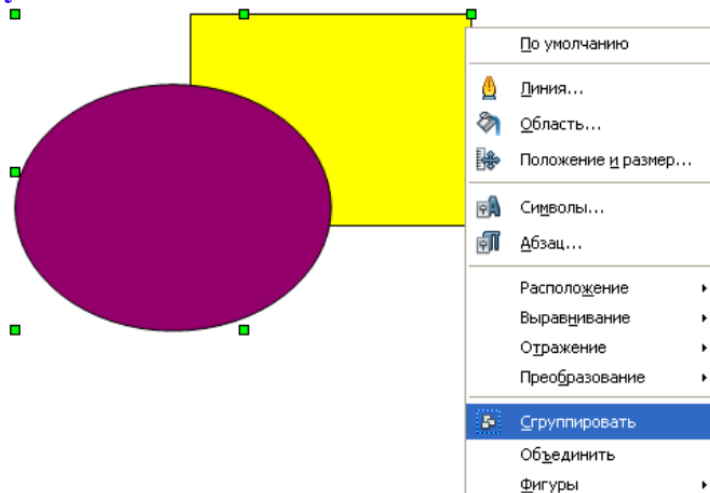 По умолчанию
Линия...
Область...
Положение и размер...
Символы...
Абзац...
Расположение
Выравнивание
Отражение
Преобразование
Сгруппировать
Объединить
Фигуры